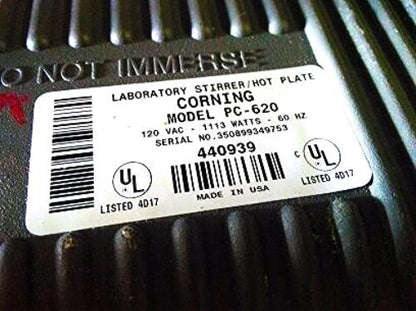 DO NOT IMMERSE
LABORATORY STIRRER/HOT PLATE
CORNING
MODEL PC-620
120 VAC - 1113 WATTS - 60 HZ
SERIAL NO.350899349753
440939
UL
LISTED 4D17
MADE IN USA
C UL
LISTED 4D17